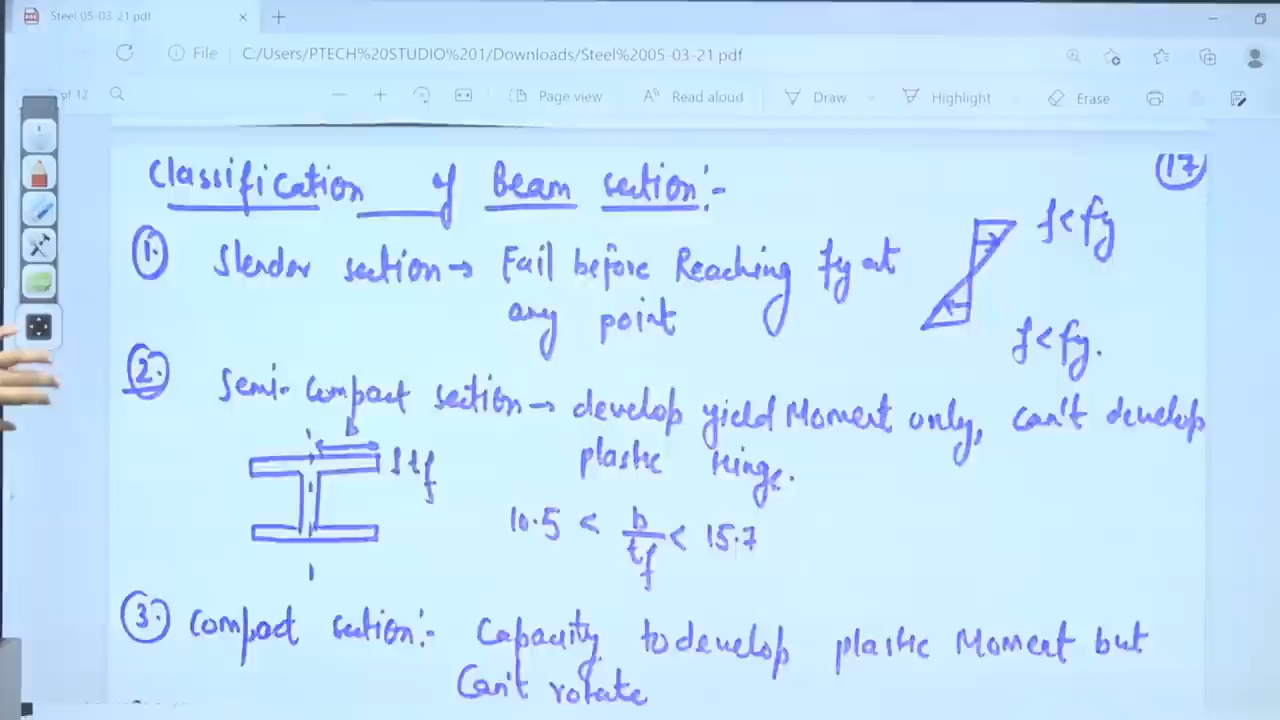 Steel 05-03-21.pdf
File C:/Users/PTECH%20STUDIO%201/Downloads/Steel%2005-03-21.pdf
of 12 Page view Read aloud Draw Highlight Erase
Classification of Beam section:-
17
1. Slender section → Fail before Reaching fy at
any point
f<fy
f<fy.
2. Semi-compact section → develop yield Moment only, can't develop
plastic hinge.
b
tf
10.5 < b/tf < 15.7
3. compact section:- Capacity to develop plastic Moment but
Can't rotate